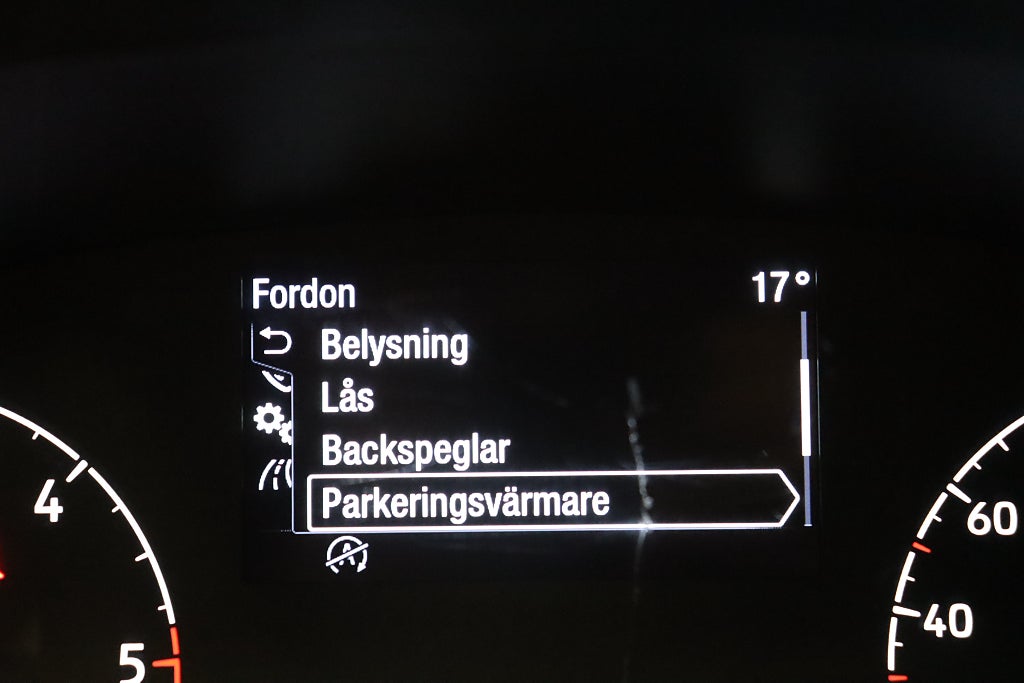 Fordon 17°
Belysning
Lås
Backspeglar
Parkeringsvärmare
A
4
5
60
40